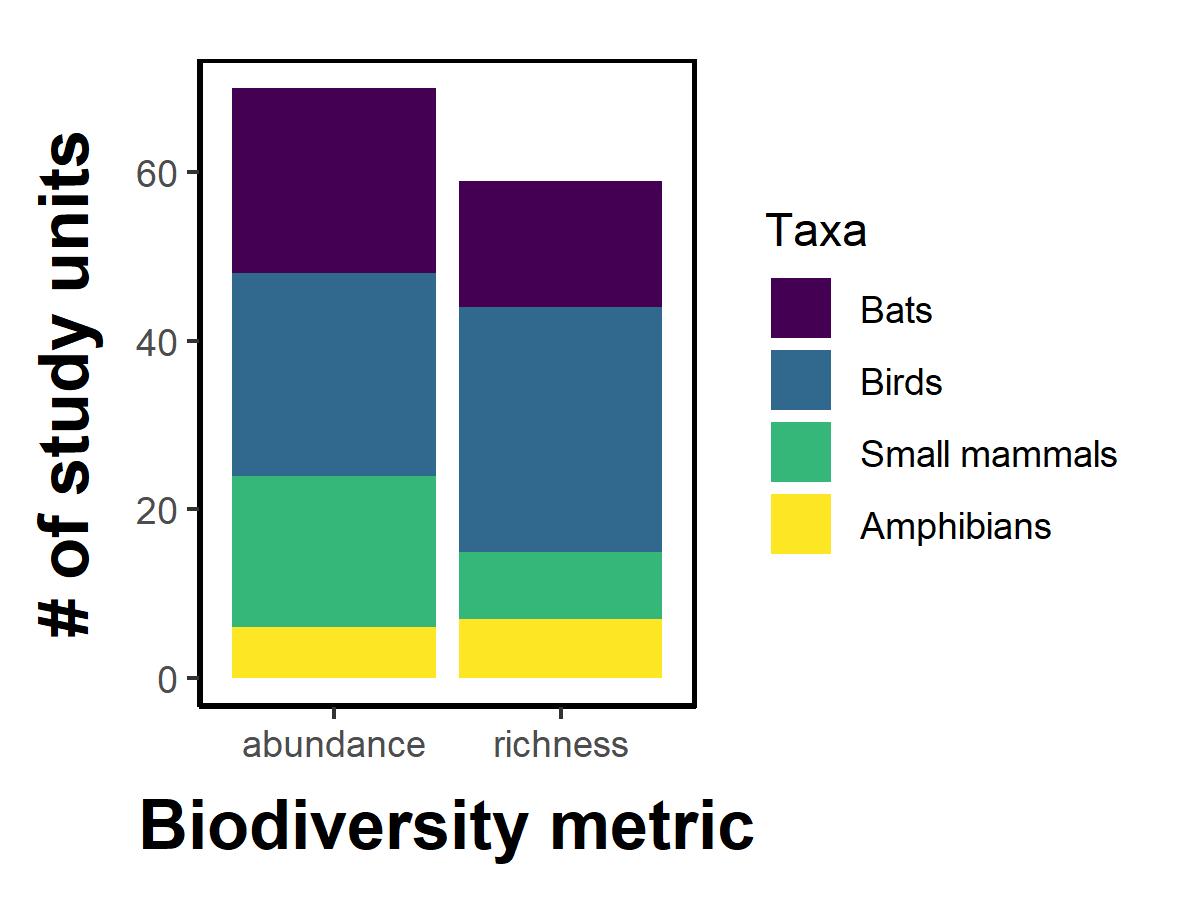 # of study units
60
40
20
0
abundance
richness
Biodiversity metric
Taxa
Bats
Birds
Small mammals
Amphibians